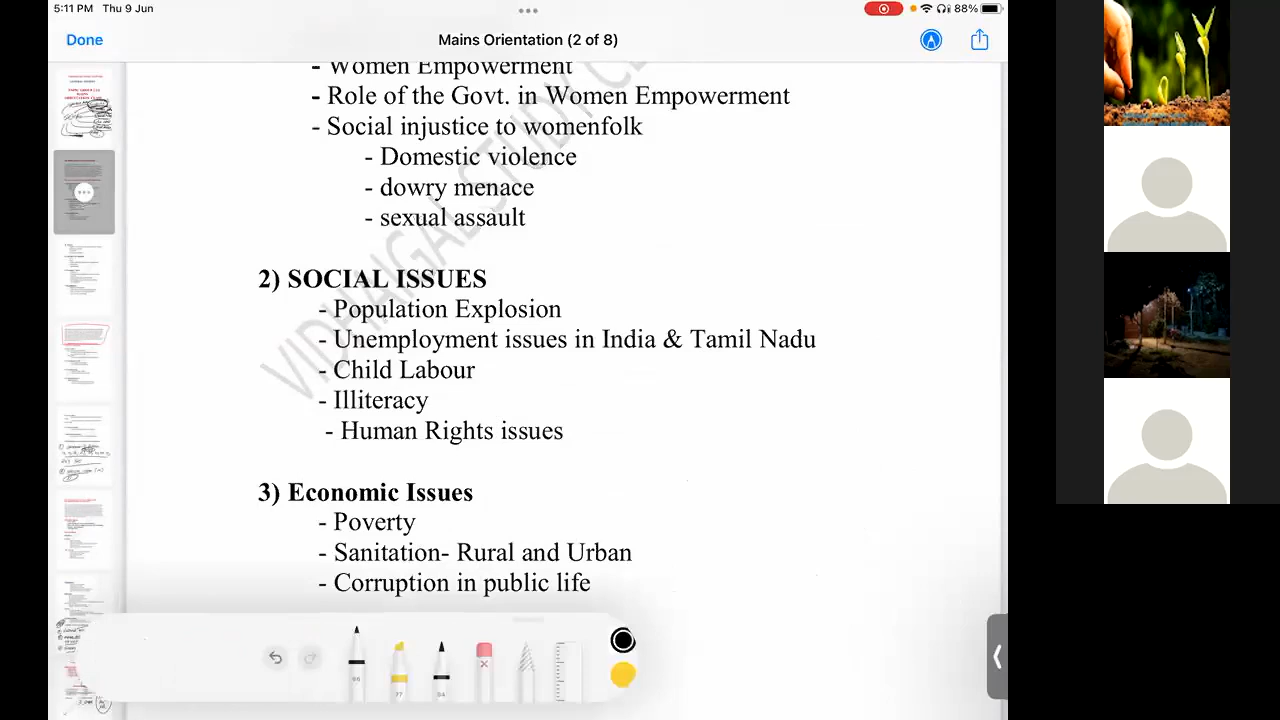 5:11 PM Thu 9 Jun
88%
Done
Mains Orientation (2 of 8)
- Women Empowerment
- Role of the Govt. in Women Empowerment
- Social injustice to womenfolk
- Domestic violence
- dowry menace
- sexual assault
2) SOCIAL ISSUES
- Population Explosion
- Unemployment issues in India & Tamil Nadu
- Child Labour
- Illiteracy
- Human Rights issues
3) Economic Issues
- Poverty
- Sanitation- Rural and Urban
- Corruption in public life